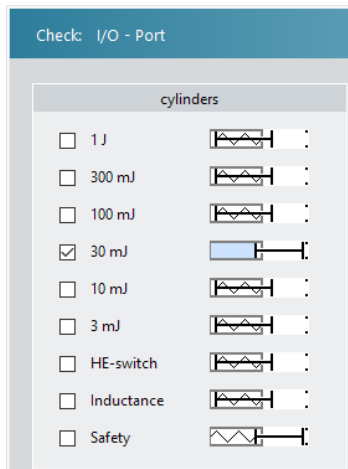 Check: I/O - Port
cylinders
1 J
300 mJ
100 mJ
30 mJ
10 mJ
3 mJ
HE-switch
Inductance
Safety